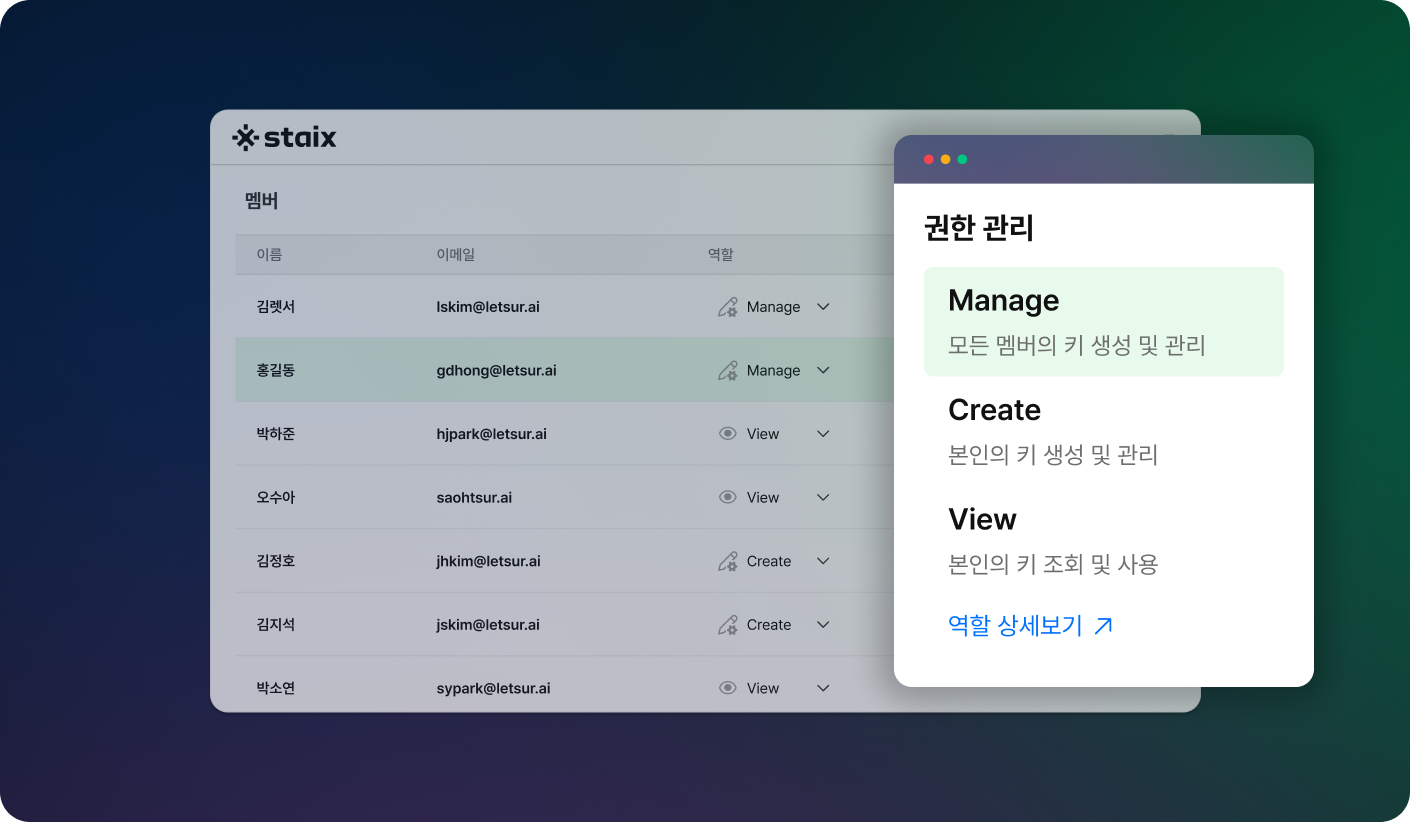 staix
멤버
이름 이메일 역할
김렛서 lskim@letsur.ai Manage
홍길동 gdhong@letsur.ai Manage
박하준 hjpark@letsur.ai View
오수아 saohtsur.ai View
김정호 jhkim@letsur.ai Create
김지석 jskim@letsur.ai Create
박소연 sypark@letsur.ai View
권한 관리
Manage
모든 멤버의 키 생성 및 관리
Create
본인의 키 생성 및 관리
View
본인의 키 조회 및 사용
역할 상세보기